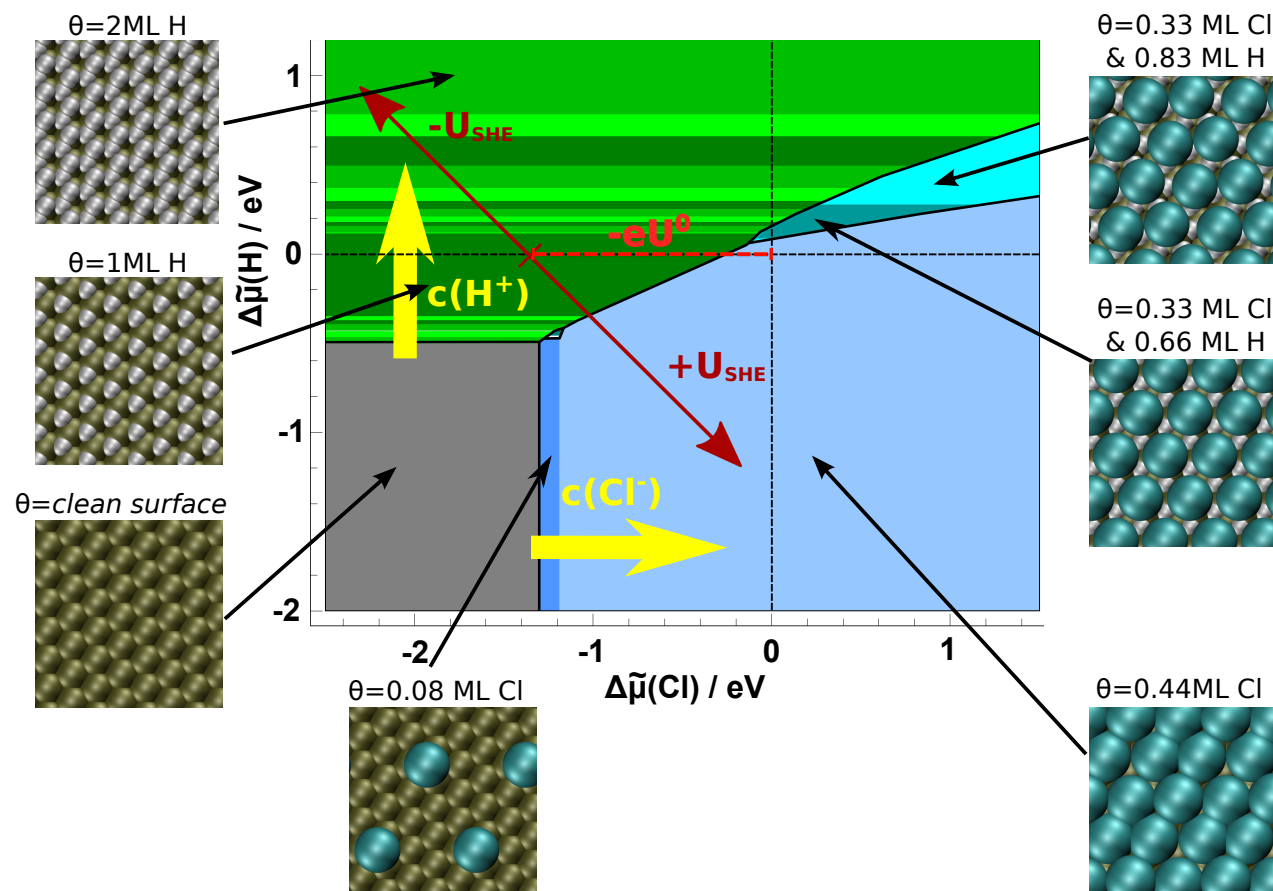 θ=2ML H
θ=1ML H
θ=clean surface
θ=0.08 ML Cl
θ=0.33 ML Cl
& 0.83 ML H
θ=0.33 ML Cl
& 0.66 ML H
θ=0.44ML Cl
Δμ̃(H) / eV
1
0
-1
-2
-U_SHE
-eU⁰
c(H⁺)
+U_SHE
c(Cl⁻)
-2
-1
0
1
Δμ̃(Cl) / eV